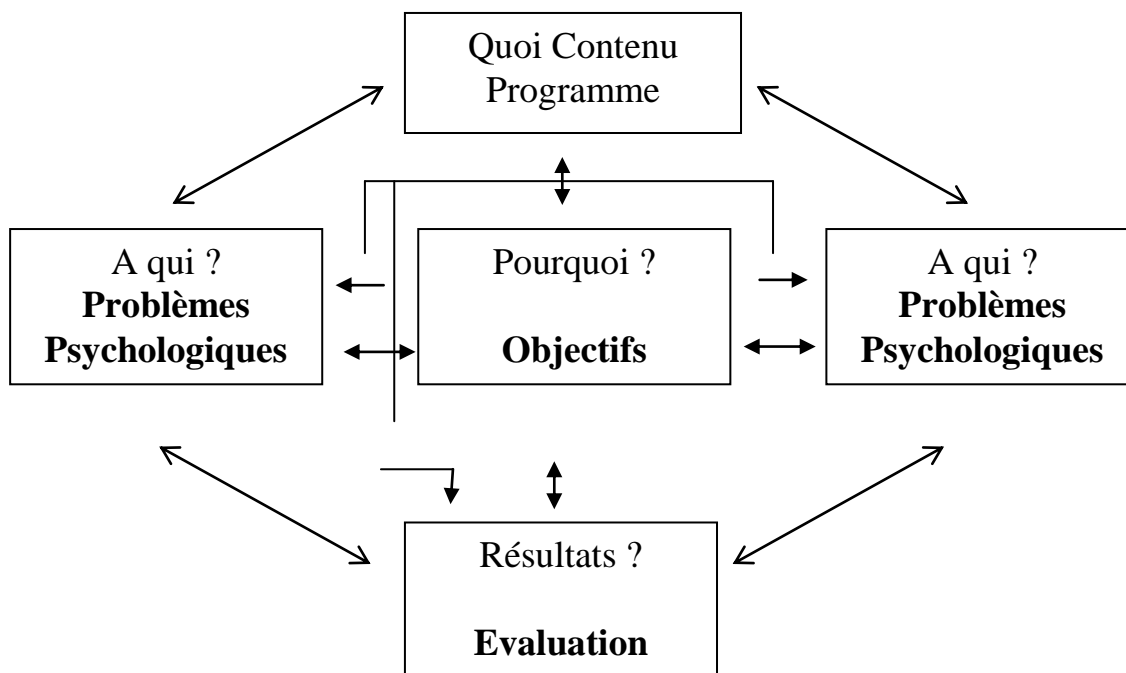 Quoi Contenu
Programme
A qui ?
Problèmes
Psychologiques
Pourquoi ?
Objectifs
A qui ?
Problèmes
Psychologiques
Résultats ?
Evaluation